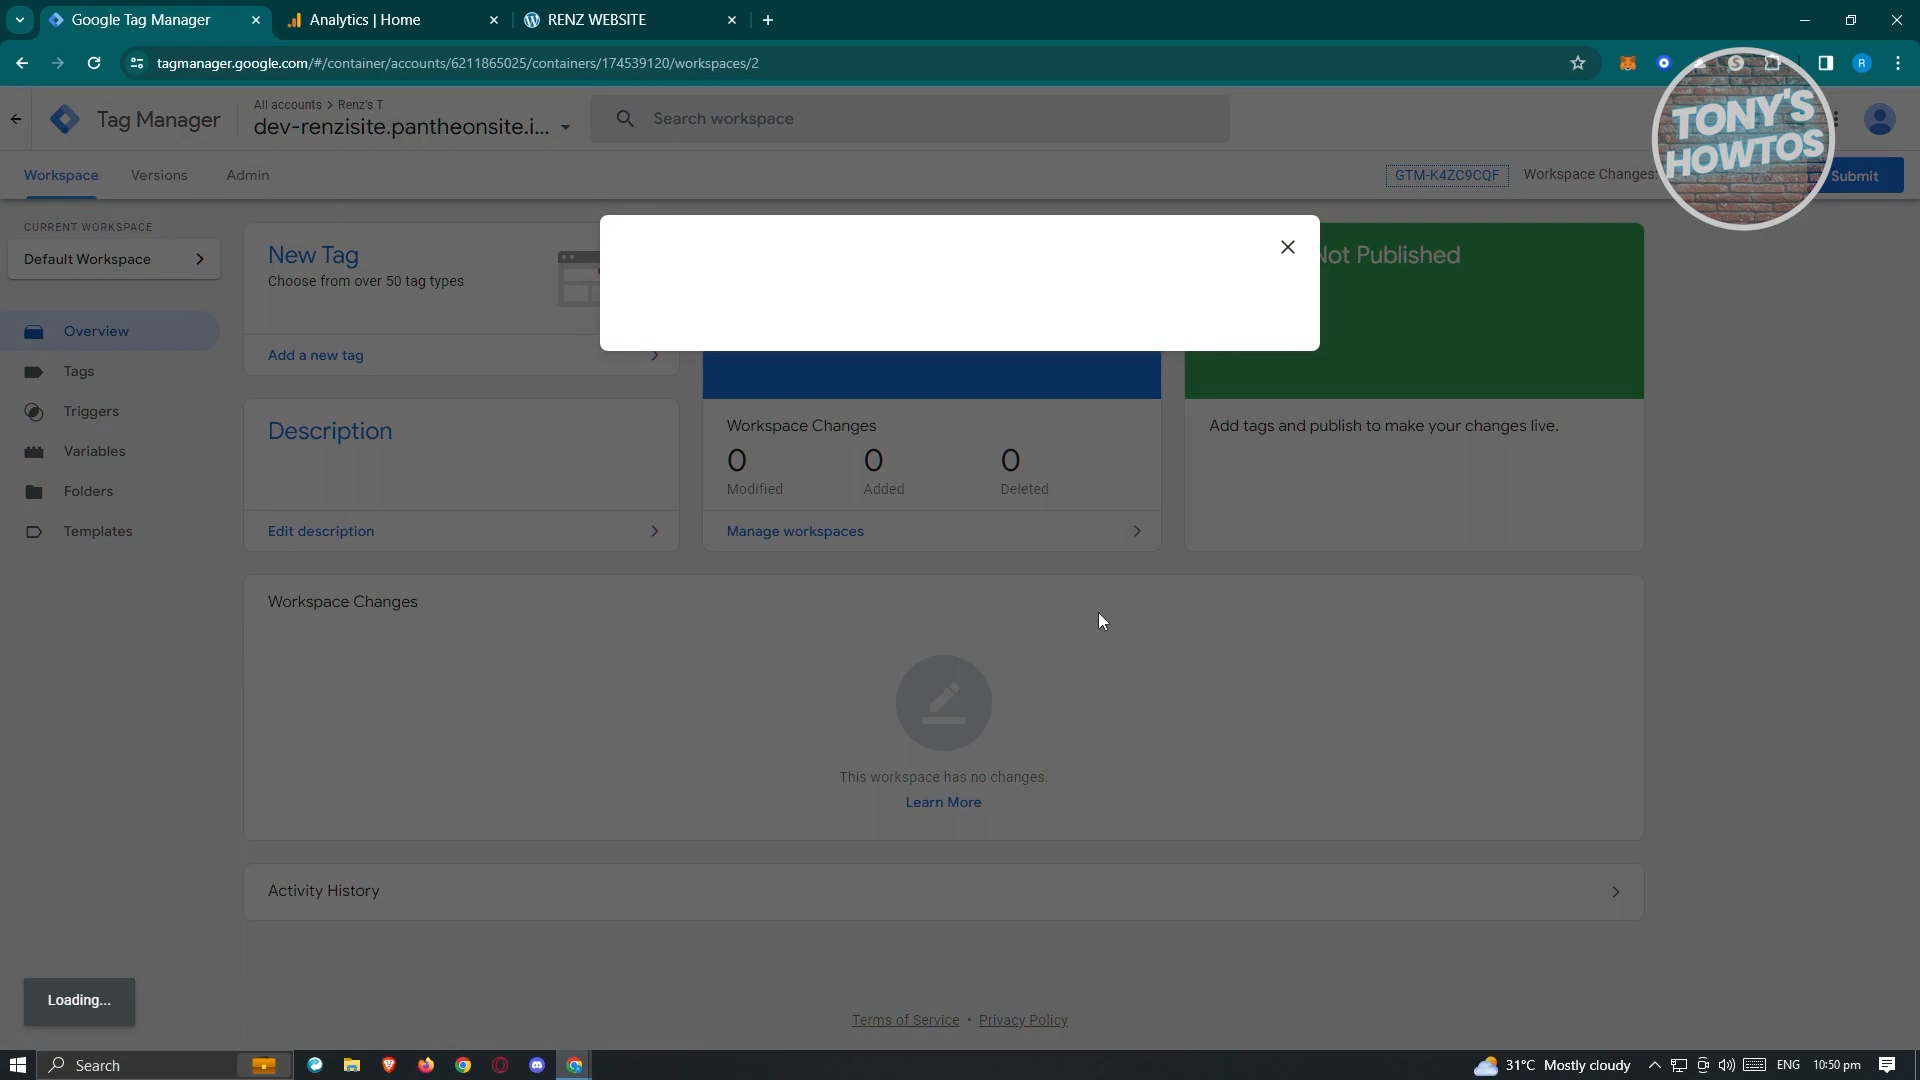 Google Tag Manager
Analytics | Home
RENZ WEBSITE
tagmanager.google.com/#/container/accounts/6211865025/containers/174539120/workspaces/2
R
TONY'S
HOWTOS
All accounts > Renz's T
Tag Manager
dev-renzisite.pantheonsite.i...
Search workspace
Workspace
Versions
Admin
GTM-K4ZC9CQF
Workspace Changes:
Submit
CURRENT WORKSPACE
Default Workspace
Overview
Tags
Triggers
Variables
Folders
Templates
New Tag
Choose from over 50 tag types
Add a new tag
Description
Edit description
Workspace Changes
0
0
0
Modified
Added
Deleted
Manage workspaces
Not Published
Add tags and publish to make your changes live.
Workspace Changes
This workspace has no changes.
Learn More
Activity History
Loading...
Terms of Service • Privacy Policy
Search
31°C Mostly cloudy
ENG
10:50 pm